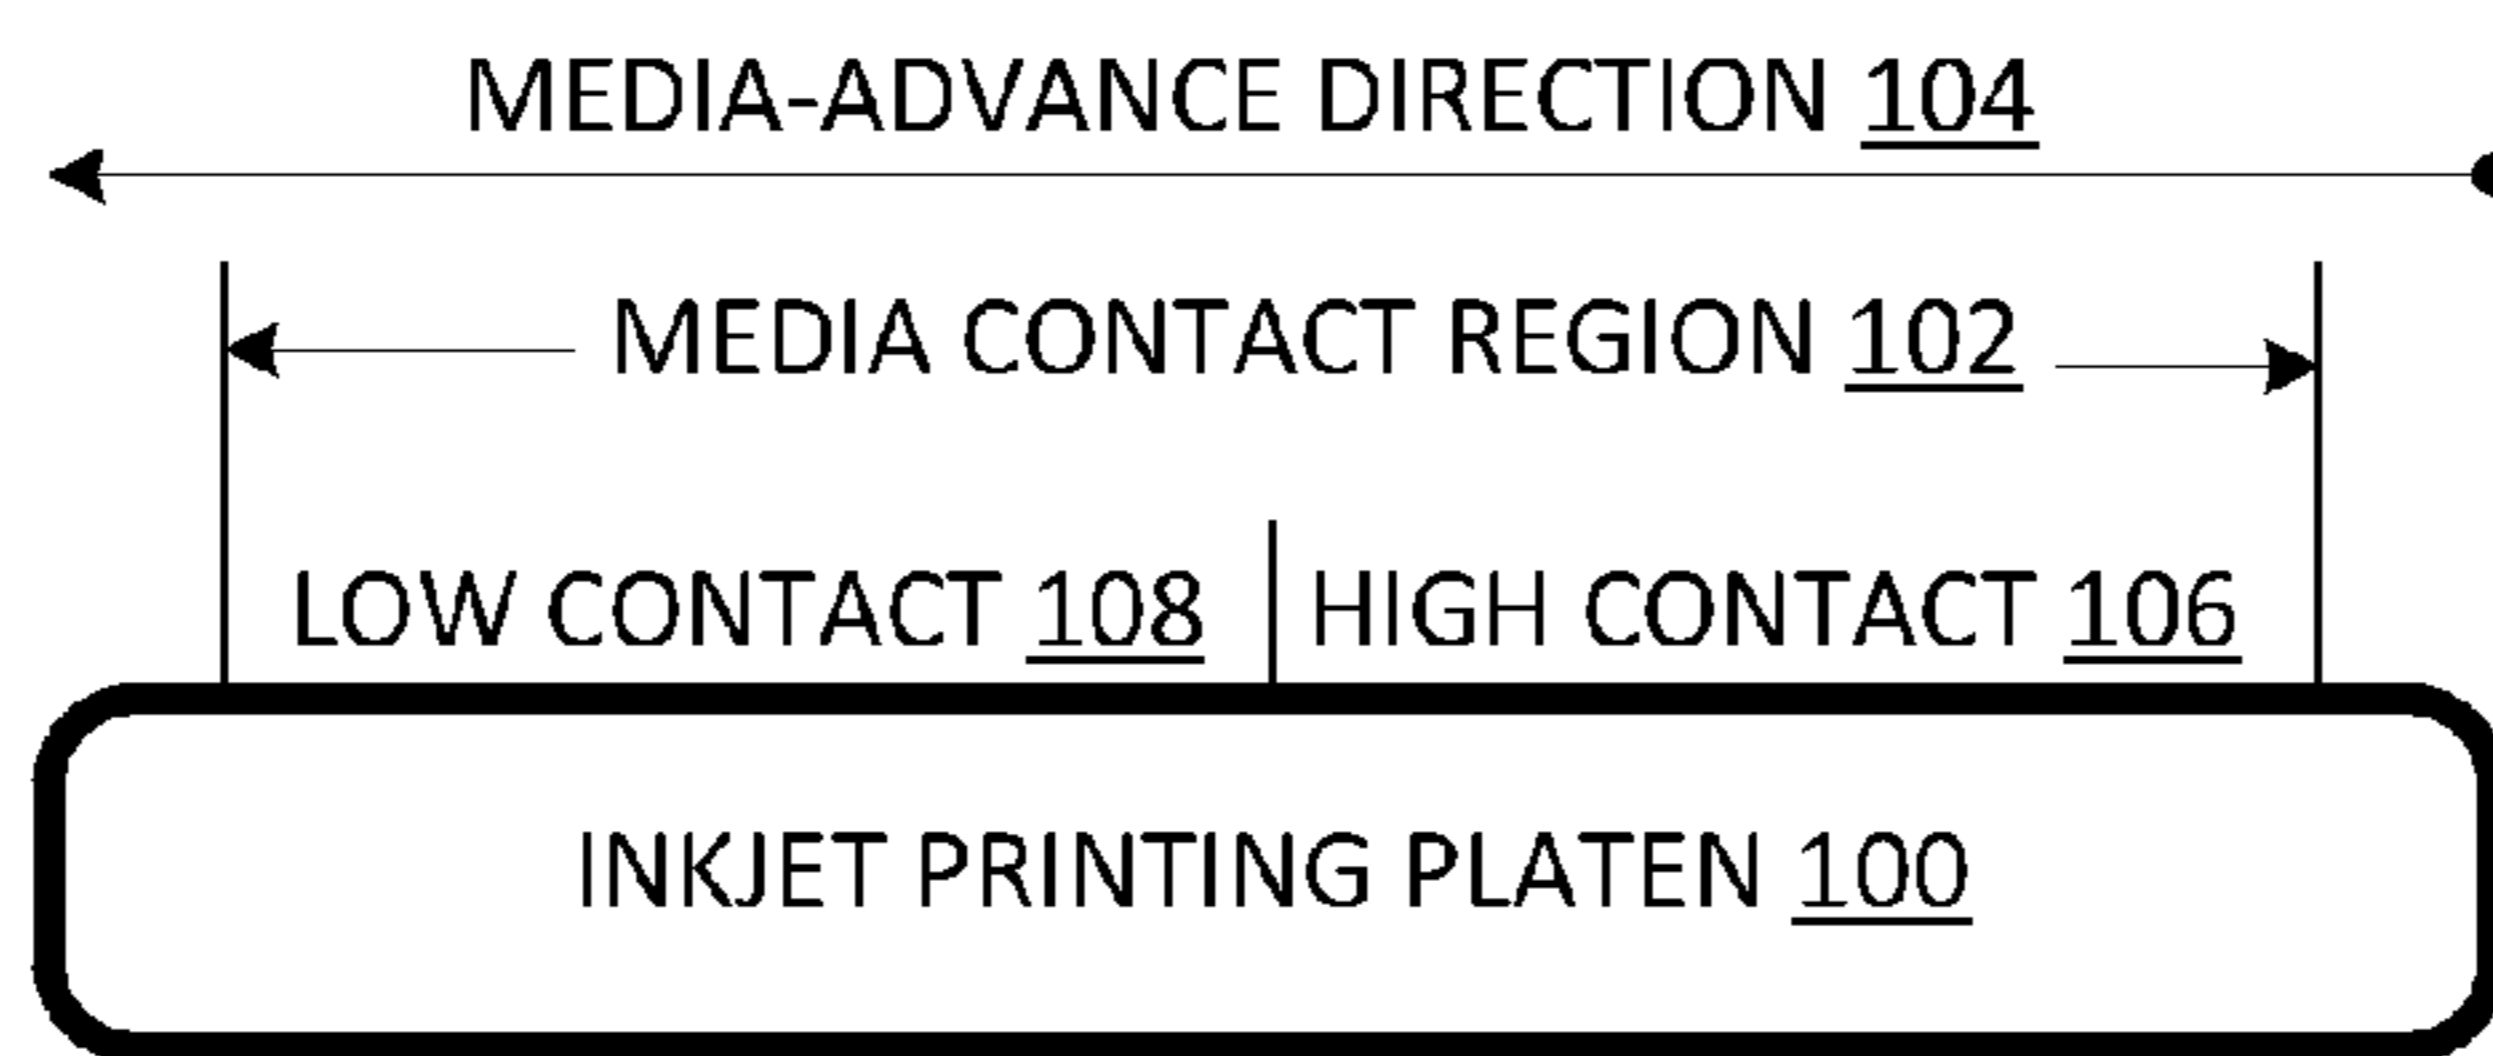 MEDIA-ADVANCE DIRECTION 104
MEDIA CONTACT REGION 102
LOW CONTACT 108
HIGH CONTACT 106
INKJET PRINTING PLATEN 100